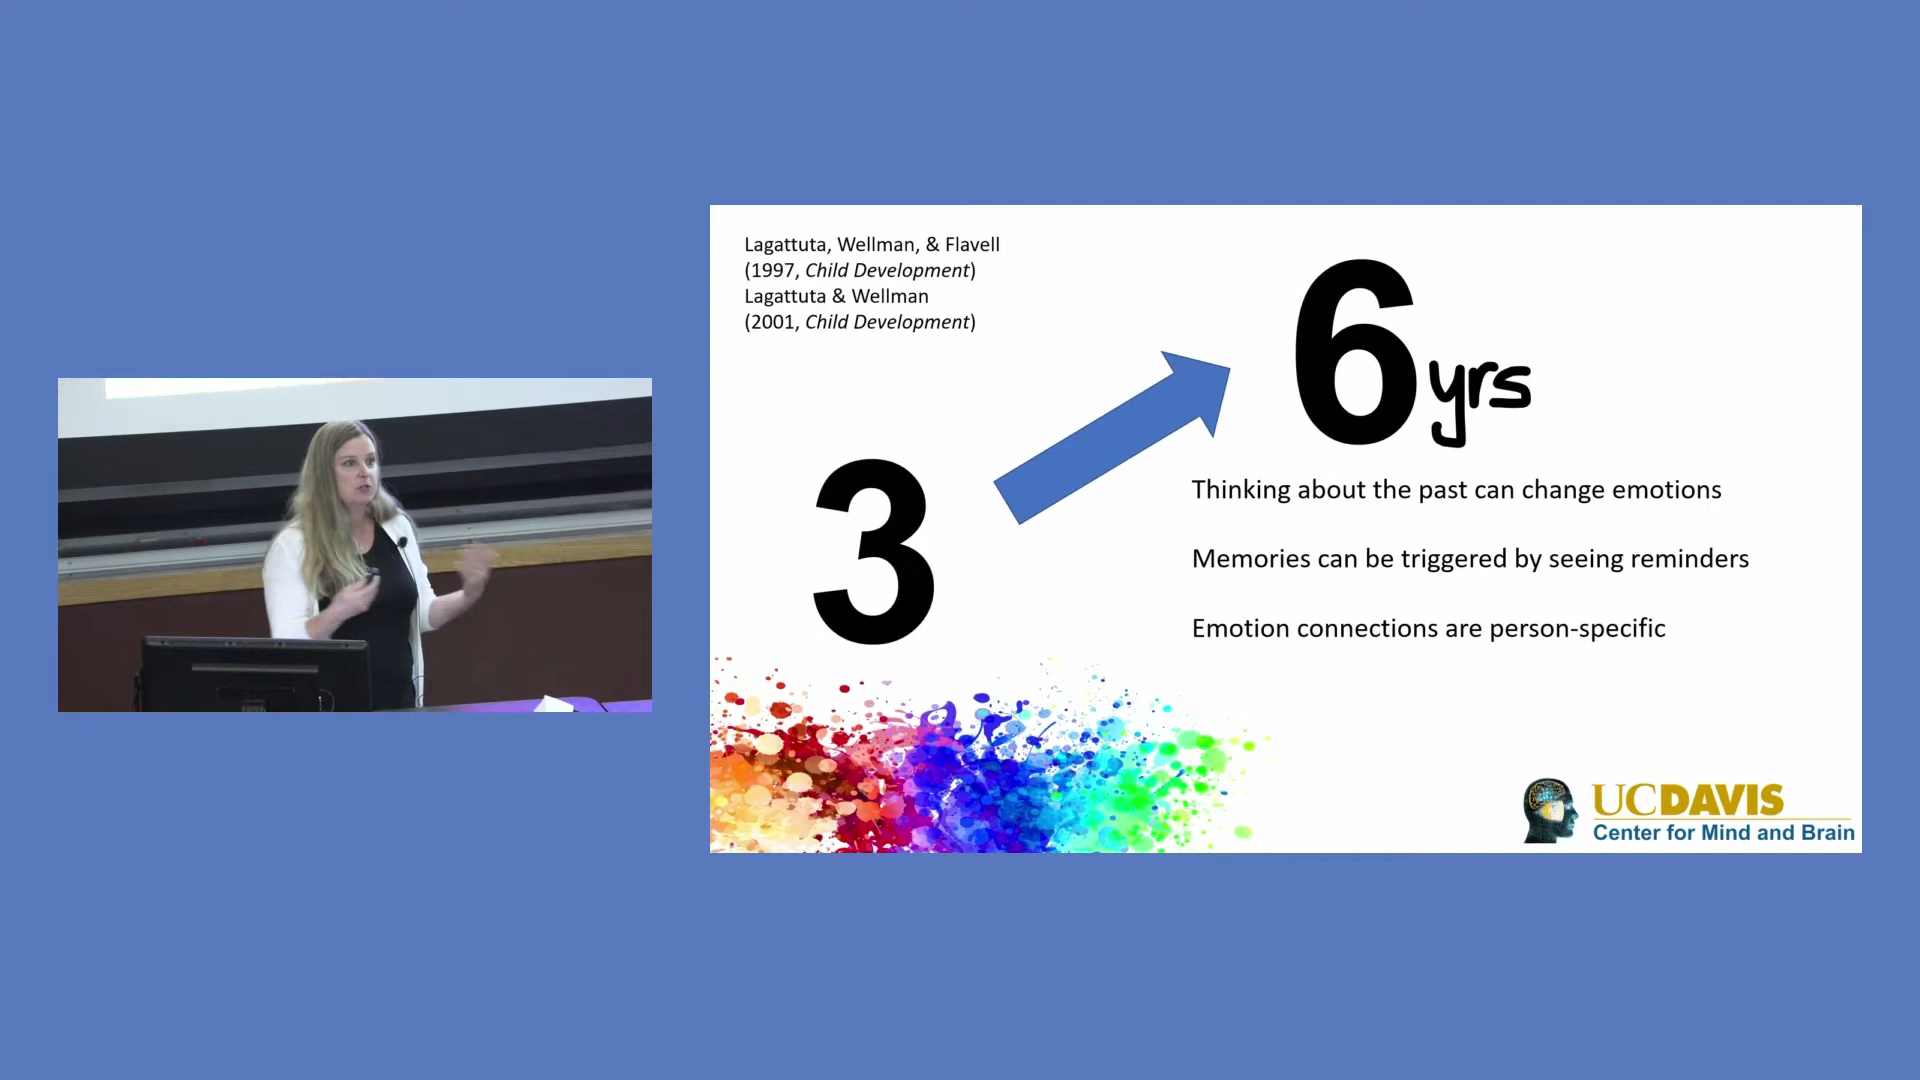 Lagattuta, Wellman, & Flavell
(1997, Child Development)
Lagattuta & Wellman
(2001, Child Development)
3
6 yrs
Thinking about the past can change emotions
Memories can be triggered by seeing reminders
Emotion connections are person-specific
UCDAVIS
Center for Mind and Brain